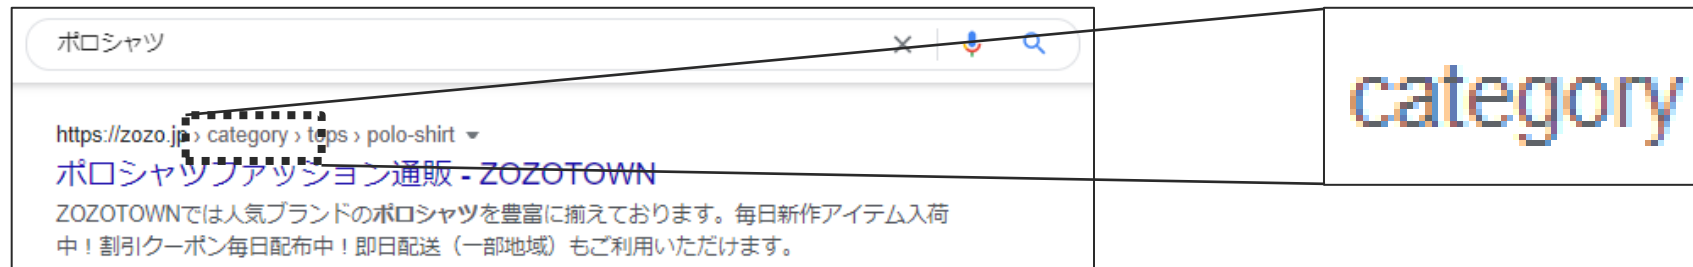 ポロシャツ
https://zozo.jp › category › tops › polo-shirt
ポロシャツファッション通販 - ZOZOTOWN
ZOZOTOWNでは人気ブランドのポロシャツを豊富に揃えております。毎日新作アイテム入荷
中！割引クーポン毎日配布中！即日配送（一部地域）もご利用いただけます。
category